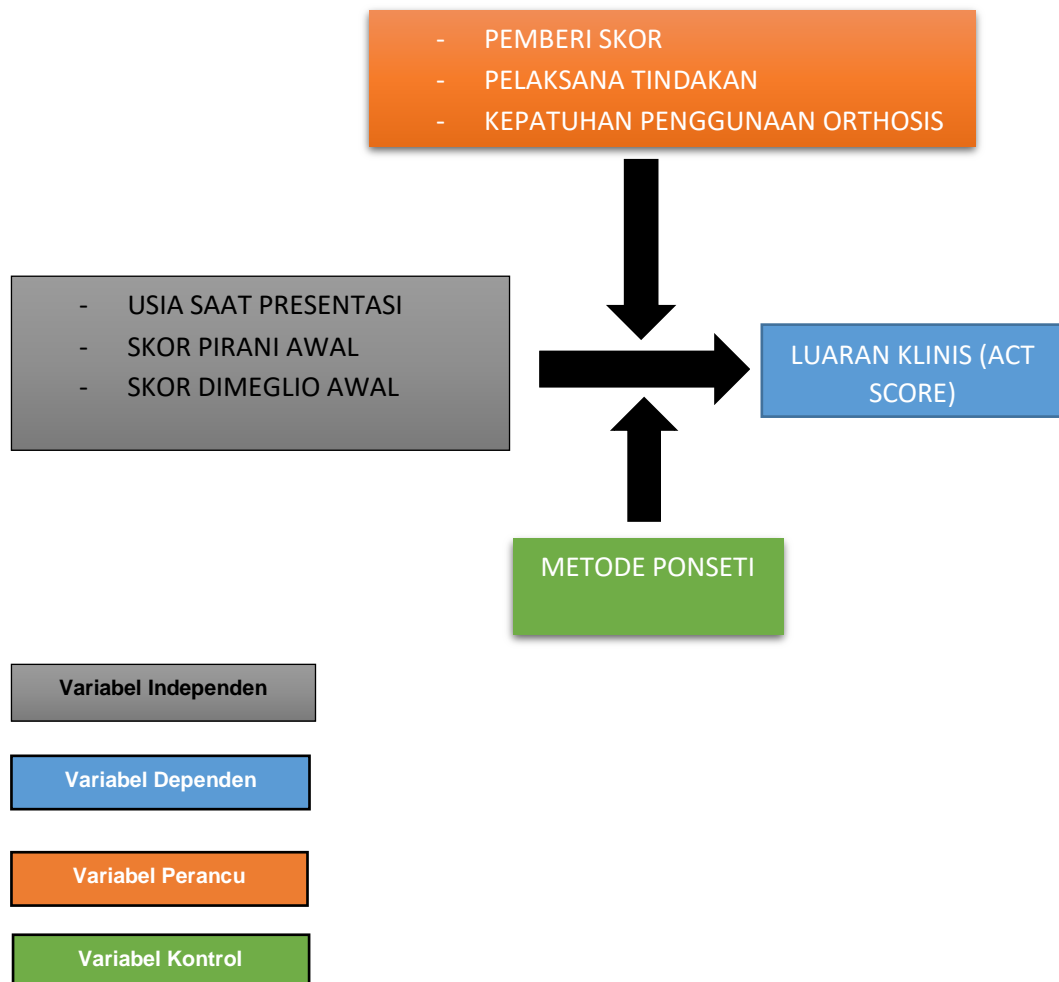 - PEMBERI SKOR
- PELAKSANA TINDAKAN
- KEPATUHAN PENGGUNAAN ORTHOSIS
- USIA SAAT PRESENTASI
- SKOR PIRANI AWAL
- SKOR DIMEGLIO AWAL
LUARAN KLINIS (ACT
SCORE)
METODE PONSETI
Variabel Independen
Variabel Dependen
Variabel Perancu
Variabel Kontrol